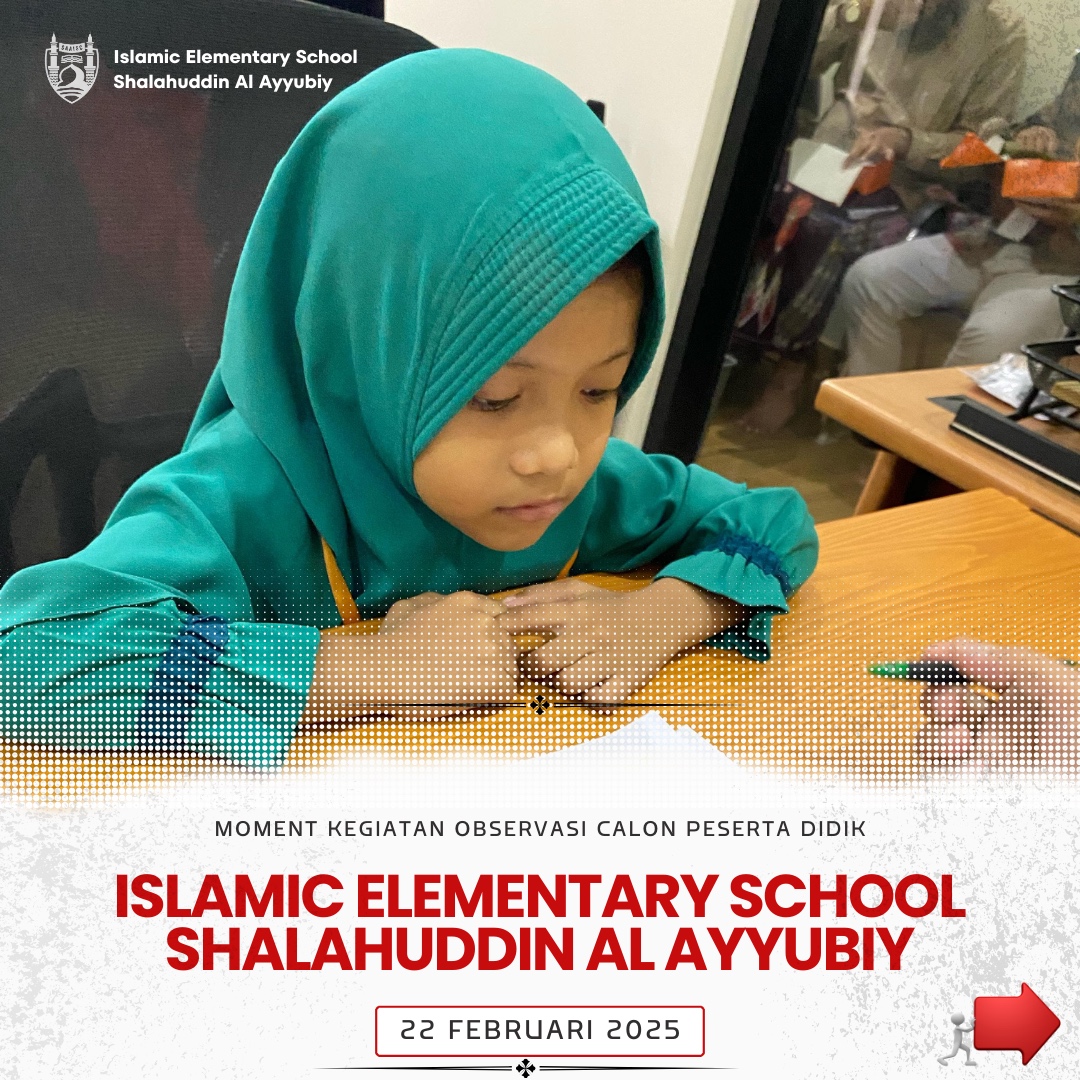 Islamic Elementary School
Shalahuddin Al Ayyubiy
MOMENT KEGIATAN OBSERVASI CALON PESERTA DIDIK
ISLAMIC ELEMENTARY SCHOOL
SHALAHUDDIN AL AYYUBIY
22 FEBRUARI 2025